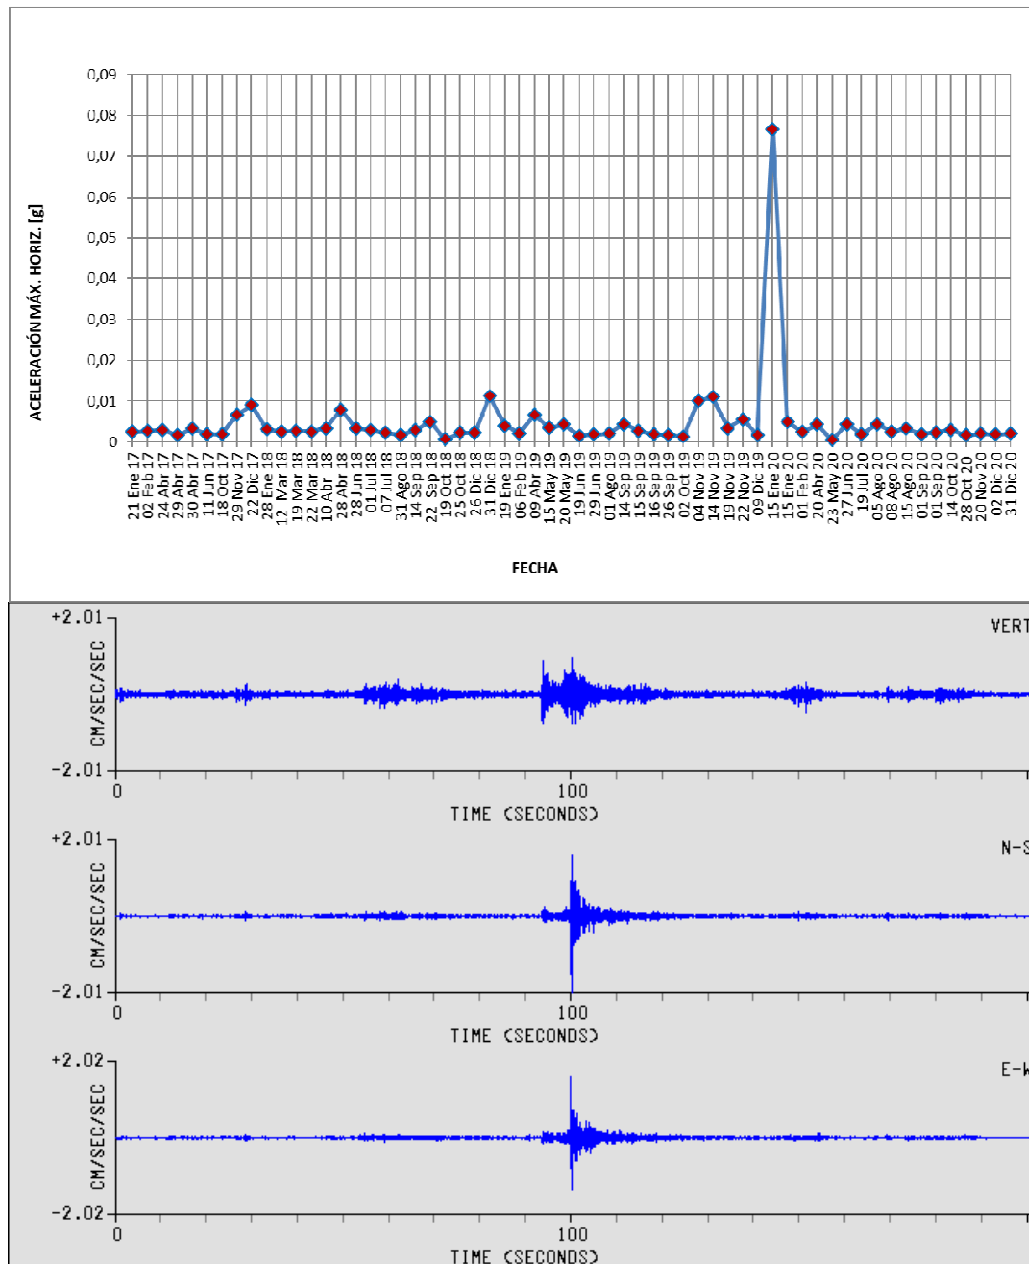 0,09
0,08
0,07
0,06
0,05
0,04
0,03
0,02
0,01
0
ACELERACIÓN MÁX. HORIZ. [g]
21 Ene 17
02 Feb 17
24 Abr 17
29 Abr 17
30 Abr 17
11 Jun 17
18 Oct 17
29 Nov 17
22 Dic 17
28 Ene 18
12 Mar 18
19 Mar 18
22 Mar 18
10 Abr 18
28 Abr 18
28 Jun 18
01 Jul 18
07 Jul 18
31 Ago 18
14 Sep 18
22 Sep 18
19 Oct 18
25 Oct 18
26 Dic 18
31 Dic 18
19 Ene 19
06 Feb 19
09 Abr 19
15 May 19
20 May 19
19 Jun 19
29 Jun 19
01 Ago 19
14 Sep 19
15 Sep 19
16 Sep 19
26 Sep 19
02 Oct 19
04 Nov 19
14 Nov 19
19 Nov 19
22 Nov 19
09 Dic 19
15 Ene 20
15 Ene 20
01 Feb 20
20 Abr 20
23 May 20
27 Jun 20
19 Jul 20
05 Ago 20
08 Ago 20
15 Ago 20
01 Sep 20
01 Sep 20
14 Oct 20
28 Oct 20
20 Nov 20
02 Dic 20
31 Dic 20
FECHA
+2.01
VERT
CM/SEC/SEC
-2.01
0 100
TIME (SECONDS)
+2.01
N-S
CM/SEC/SEC
-2.01
0 100
TIME (SECONDS)
+2.02
E-W
CM/SEC/SEC
-2.02
0 100
TIME (SECONDS)